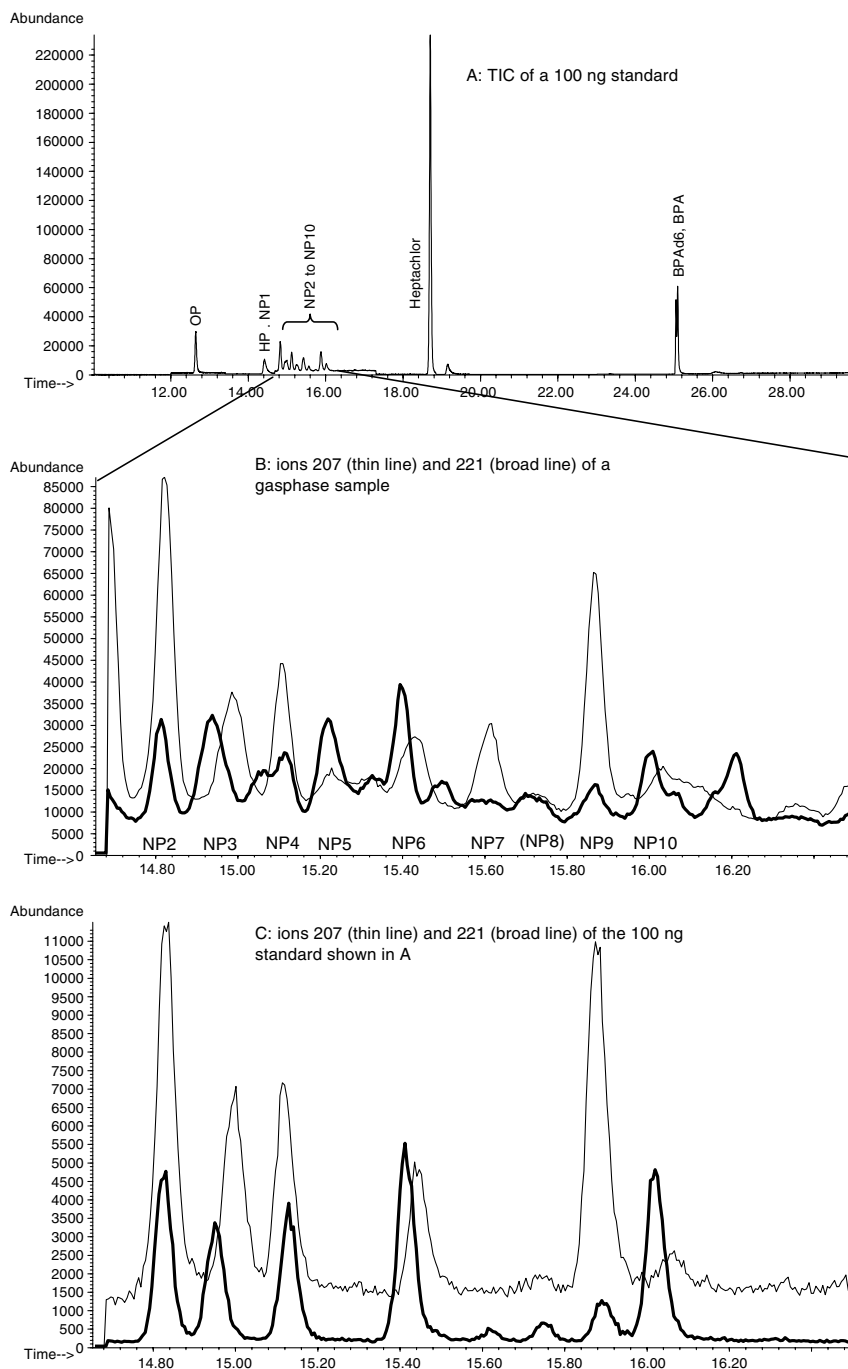 Abundance
220000
200000
180000
160000
140000
120000
100000
80000
60000
40000
20000
0
Time-->
A: TIC of a 100 ng standard
OP
HP . NP1
NP2 to NP10
Heptachlor
BPAd6, BPA
12.00 14.00 16.00 18.00 20.00 22.00 24.00 26.00 28.00
Abundance
B: ions 207 (thin line) and 221 (broad line) of a
gasphase sample
85000
80000
75000
70000
65000
60000
55000
50000
45000
40000
35000
30000
25000
20000
15000
10000
5000
0
NP2 NP3 NP4 NP5 NP6 NP7 (NP8) NP9 NP10
Time-->
14.80 15.00 15.20 15.40 15.60 15.80 16.00 16.20
Abundance
C: ions 207 (thin line) and 221 (broad line) of the 100 ng
standard shown in A
11000
10500
10000
9500
9000
8500
8000
7500
7000
6500
6000
5500
5000
4500
4000
3500
3000
2500
2000
1500
1000
500
0
Time-->
14.80 15.00 15.20 15.40 15.60 15.80 16.00 16.20